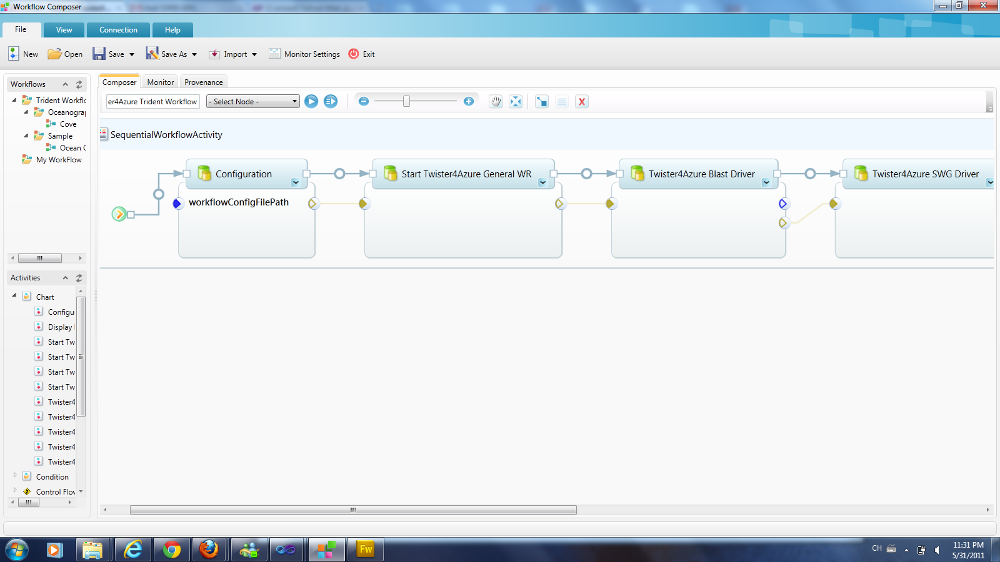 Workflow Composer
File View Connection Help
New Open Save Save As Import Monitor Settings Exit
Workflows
Trident Workflo
Oceanograp
Cove
Sample
Ocean
My WorkFlow
Composer Monitor Provenance
er4Azure Trident Workflow - Select Node -
SequentialWorkflowActivity
Configuration Start Twister4Azure General WR Twister4Azure Blast Driver Twister4Azure SWG Driver
workflowConfigFilePath
Activities
Chart
Configu
Display
Start Tw
Start Tw
Start Tw
Start Tw
Twister4
Twister4
Twister4
Twister4
Twister4
Condition
Control Flov
Fw
CH
11:31 PM
5/31/2011